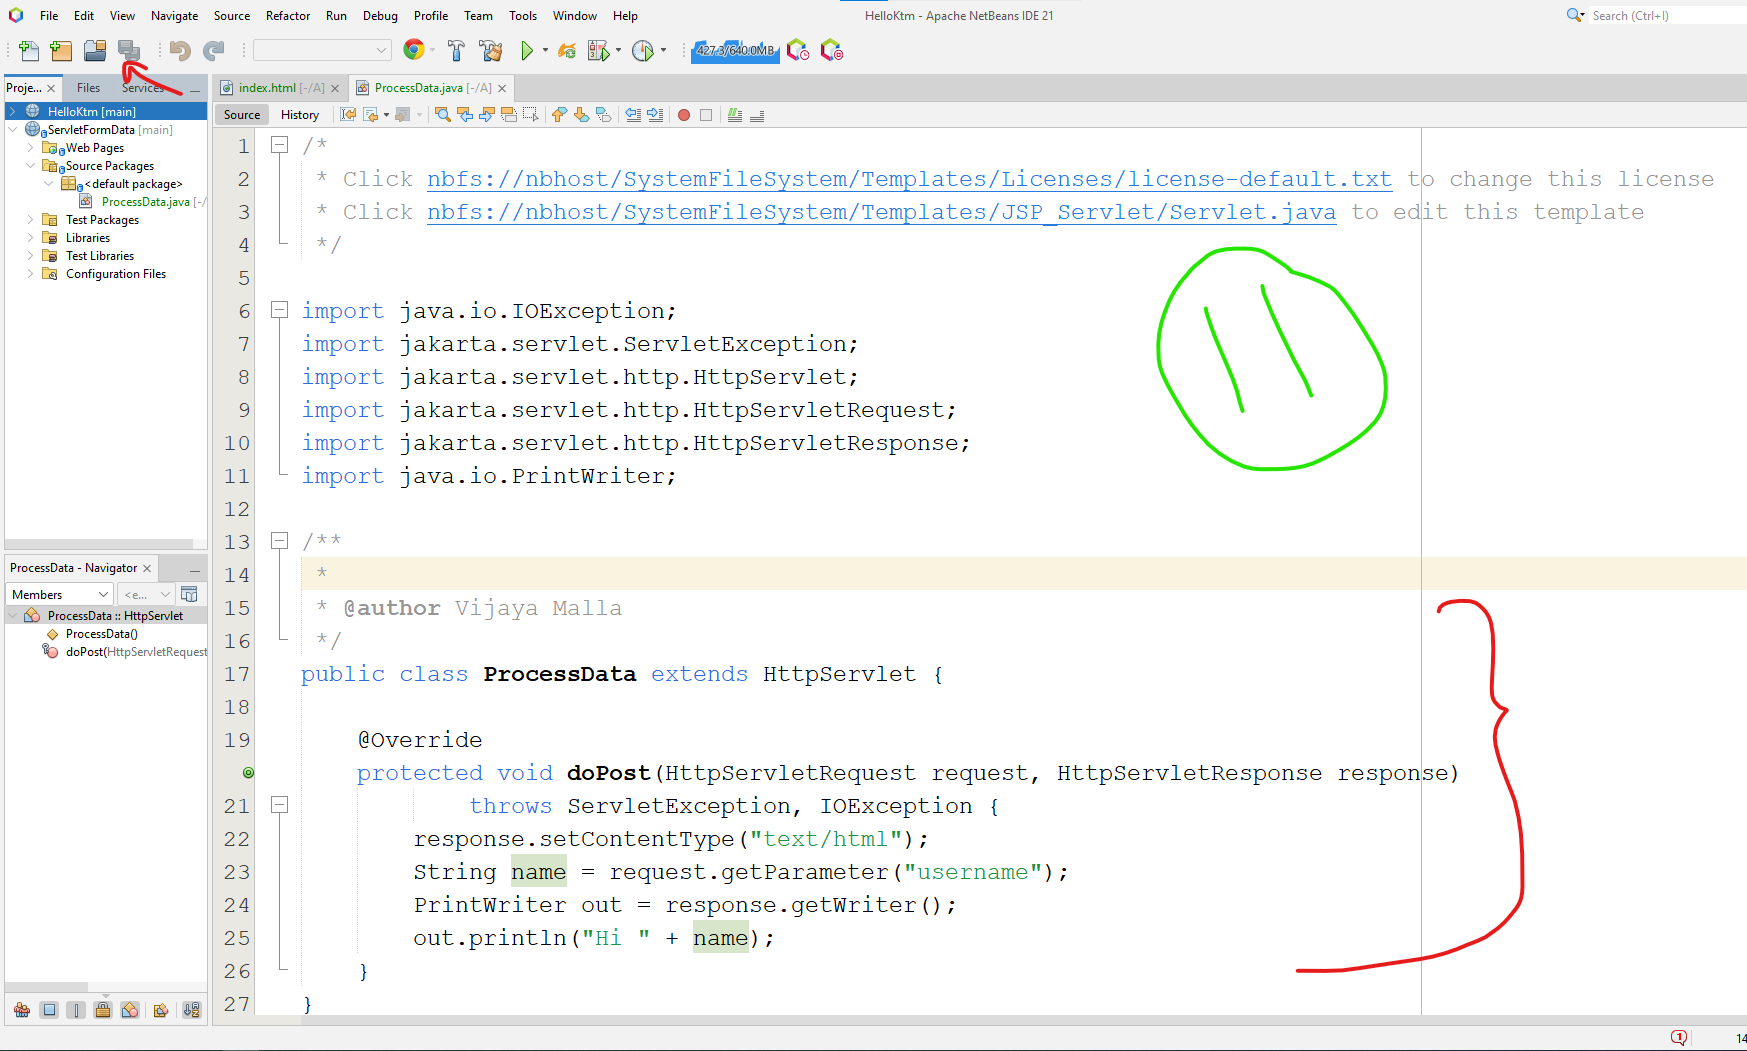 File Edit View Navigate Source Refactor Run Debug Profile Team Tools Window Help
HelloKtm - Apache NetBeans IDE 21
Search (Ctrl+I)
427.3/640.0MB
Proje... Files Services
index.html [-/A] ProcessData.java [-/A]
Source History
HelloKtm [main]
ServletFormData [main]
Web Pages
Source Packages
<default package>
ProcessData.java [-/
Test Packages
Libraries
Test Libraries
Configuration Files
ProcessData - Navigator
Members <e...
ProcessData :: HttpServlet
ProcessData()
doPost(HttpServletRequest
1 /*
2 * Click nbfs://nbhost/SystemFileSystem/Templates/Licenses/license-default.txt to change this license
3 * Click nbfs://nbhost/SystemFileSystem/Templates/JSP_Servlet/Servlet.java to edit this template
4 */
5
6 import java.io.IOException;
7 import jakarta.servlet.ServletException;
8 import jakarta.servlet.http.HttpServlet;
9 import jakarta.servlet.http.HttpServletRequest;
10 import jakarta.servlet.http.HttpServletResponse;
11 import java.io.PrintWriter;
12
13 /**
14 *
15 * @author Vijaya Malla
16 */
17 public class ProcessData extends HttpServlet {
18
19 @Override
protected void doPost(HttpServletRequest request, HttpServletResponse response)
21 throws ServletException, IOException {
22 response.setContentType("text/html");
23 String name = request.getParameter("username");
24 PrintWriter out = response.getWriter();
25 out.println("Hi " + name);
26 }
27 }
11
1
14